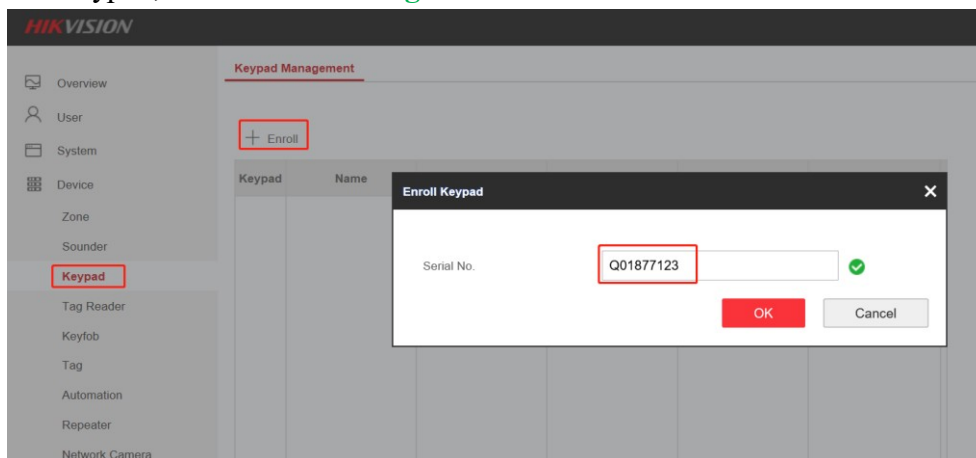 HIKVISION
Keypad Management
Overview
User
System
Device
Zone
Sounder
Keypad
Tag Reader
Keyfob
Tag
Automation
Repeater
Network Camera
+ Enroll
Keypad Name
Enroll Keypad
Serial No. Q01877123
OK Cancel